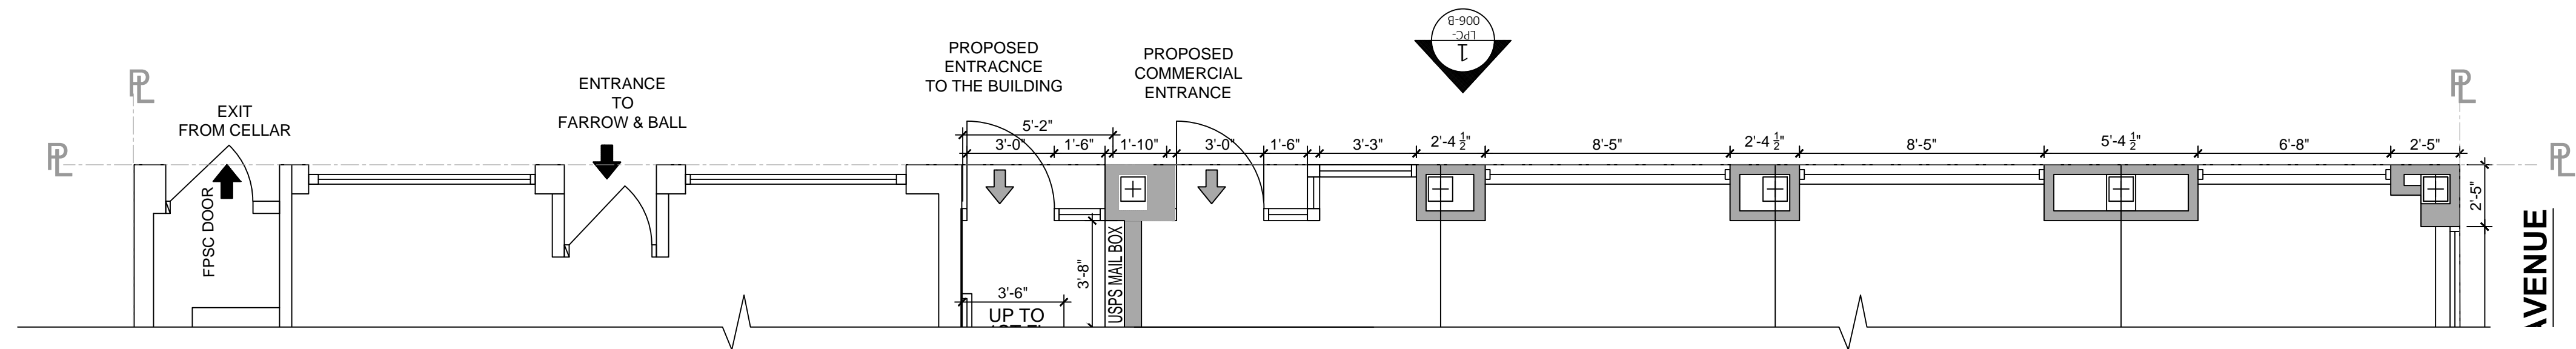 006-B
LPC-
1
PROPOSED
ENTRACNCE
TO THE BUILDING
PROPOSED
COMMERCIAL
ENTRANCE
ENTRANCE
TO
FARROW & BALL
EXIT
FROM CELLAR
PL
PL
PL
PL
5'-2"
3'-0" 1'-6" 1'-10" 3'-0" 1'-6" 3'-3" 2'-4 1/2" 8'-5" 2'-4 1/2" 8'-5" 5'-4 1/2" 6'-8" 2'-5"
2'-5"
FPSC DOOR
USPS MAIL BOX
3'-8"
3'-6"
UP TO
AVENUE